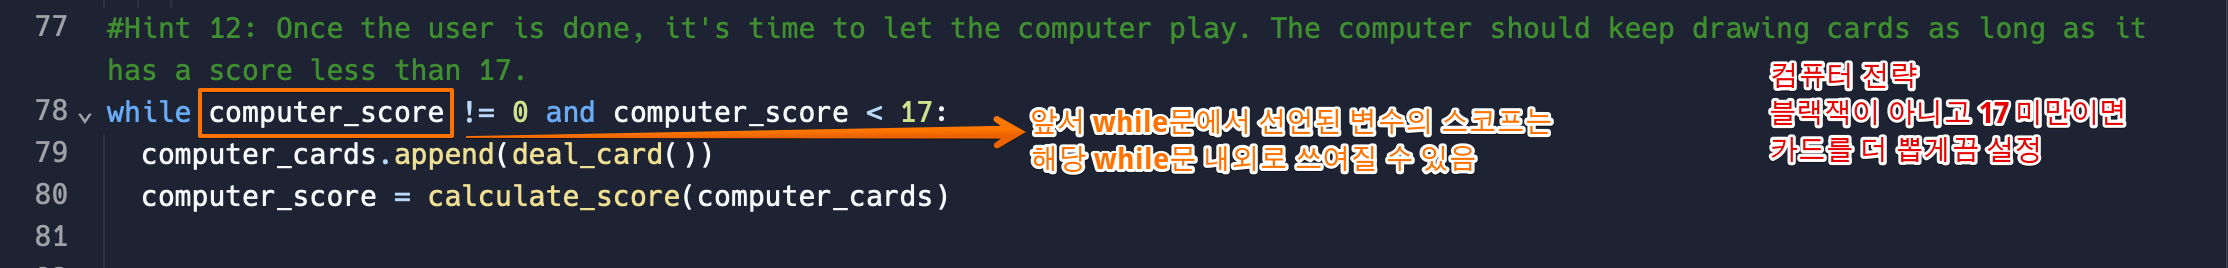 77 #Hint 12: Once the user is done, it's time to let the computer play. The computer should keep drawing cards as long as it
has a score less than 17.
78 while computer_score != 0 and computer_score < 17:
79 computer_cards.append(deal_card())
80 computer_score = calculate_score(computer_cards)
81
앞서 while문에서 선언된 변수의 스코프는
해당 while문 내외로 쓰여질 수 있음
컴퓨터 전략
블랙잭이 아니고 17 미만이면
카드를 더 뽑게끔 설정